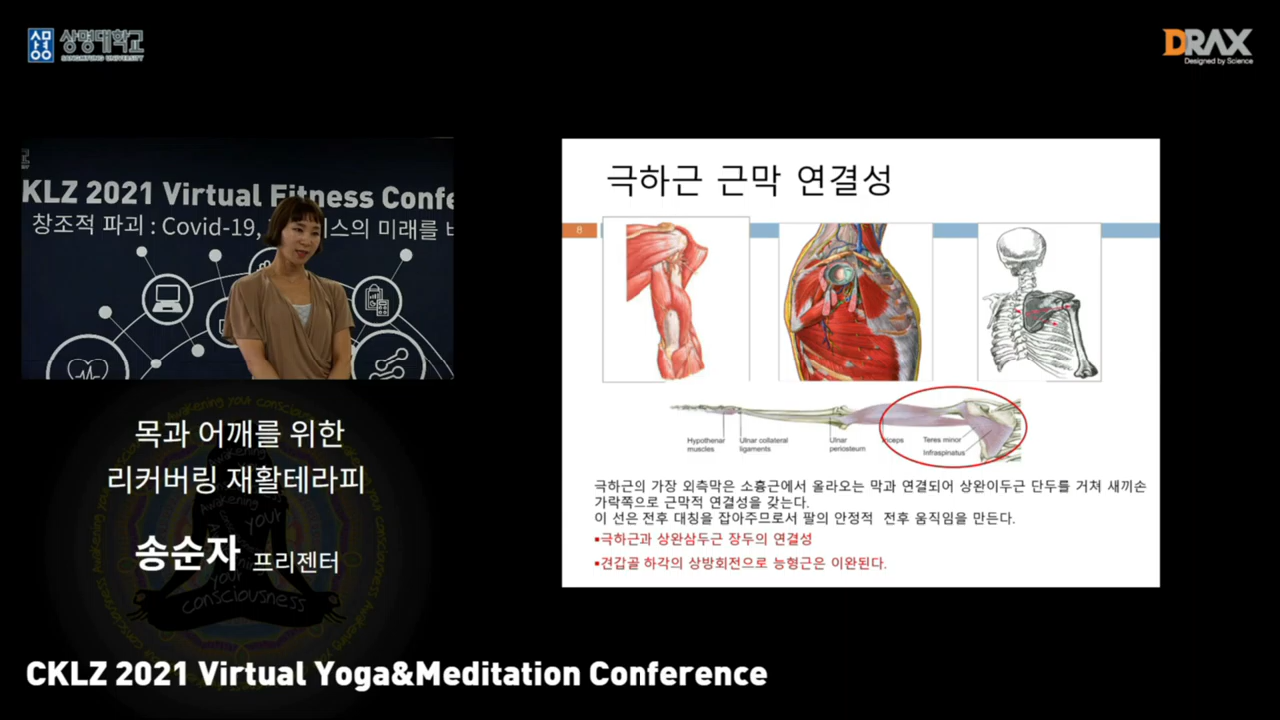 상명대학교
SANGMYUNG UNIVERSITY
DRAX
Designed by Science
KLZ 2021 Virtual Fitness Confe
창조적 파괴 : Covid-19,
스의 미래를
극하근 근막 연결성
8
Hypothenar muscles
Ulnar collateral ligaments
Ulnar periosteum
triceps
Teres minor
Infraspinatus
극하근의 가장 외측막은 소흉근에서 올라오는 막과 연결되어 상완이두근 단두를 거쳐 새끼손
가락쪽으로 근막적 연결성을 갖는다.
이 선은 전후 대칭을 잡아주므로서 팔의 안정적 전후 움직임을 만든다.
▪극하근과 상완삼두근 장두의 연결성
▪견갑골 하각의 상방회전으로 능형근은 이완된다.
목과 어깨를 위한
리커버링 재활테라피
송순자 프리젠터
Awakening your consciousness
CKLZ 2021 Virtual Yoga&Meditation Conference